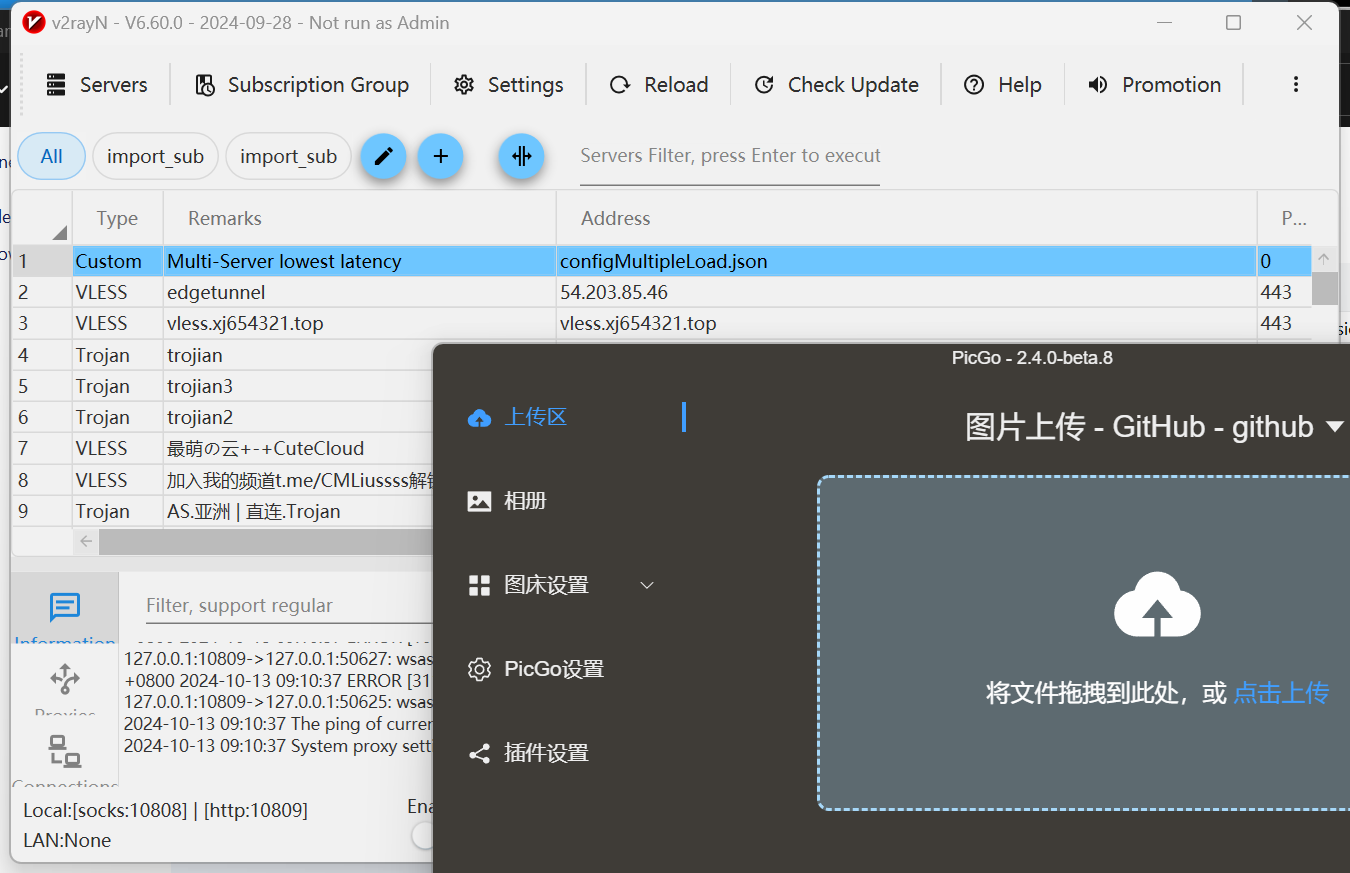 v2rayN - V6.60.0 - 2024-09-28 - Not run as Admin
Servers
Subscription Group
Settings
Reload
Check Update
Help
Promotion
All
import_sub
import_sub
Servers Filter, press Enter to execut
Type Remarks Address P...
1 Custom Multi-Server lowest latency configMultipleLoad.json 0
2 VLESS edgetunnel 54.203.85.46 443
3 VLESS vless.xj654321.top vless.xj654321.top 443
4 Trojan trojian
5 Trojan trojian3
6 Trojan trojian2
7 VLESS 最萌の云+-+CuteCloud
8 VLESS 加入我的频道t.me/CMLiussss解锁
9 Trojan AS.亚洲 | 直连.Trojan
Information
Proxies
Connections
Filter, support regular
127.0.0.1:10809->127.0.0.1:50627: wsas
+0800 2024-10-13 09:10:37 ERROR [31
127.0.0.1:10809->127.0.0.1:50625: wsas
2024-10-13 09:10:37 The ping of curren
2024-10-13 09:10:37 System proxy sett
Local:[socks:10808] | [http:10809]
LAN:None
Ena
PicGo - 2.4.0-beta.8
上传区
相册
图床设置
PicGo设置
插件设置
图片上传 - GitHub - github
将文件拖拽到此处，或 点击上传